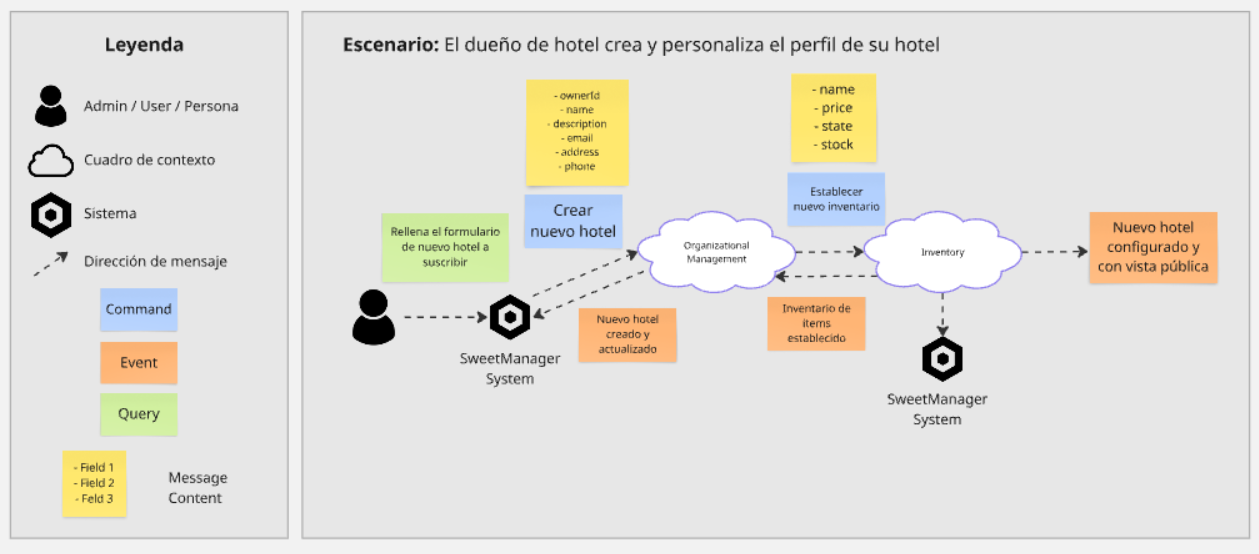 Leyenda
Admin / User / Persona
Cuadro de contexto
Sistema
Dirección de mensaje
Command
Event
Query
- Field 1
- Field 2
- Feld 3
Message
Content
Escenario: El dueño de hotel crea y personaliza el perfil de su hotel
- ownerId
- name
- description
- email
- address
- phone
- name
- price
- state
- stock
Rellena el formulario
de nuevo hotel a
suscribir
Crear
nuevo hotel
Establecer
nuevo inventario
Organizational
Management
Inventory
Nuevo hotel
configurado y
con vista pública
Nuevo hotel
creado y
actualizado
Inventario de
items
establecido
SweetManager
System
SweetManager
System